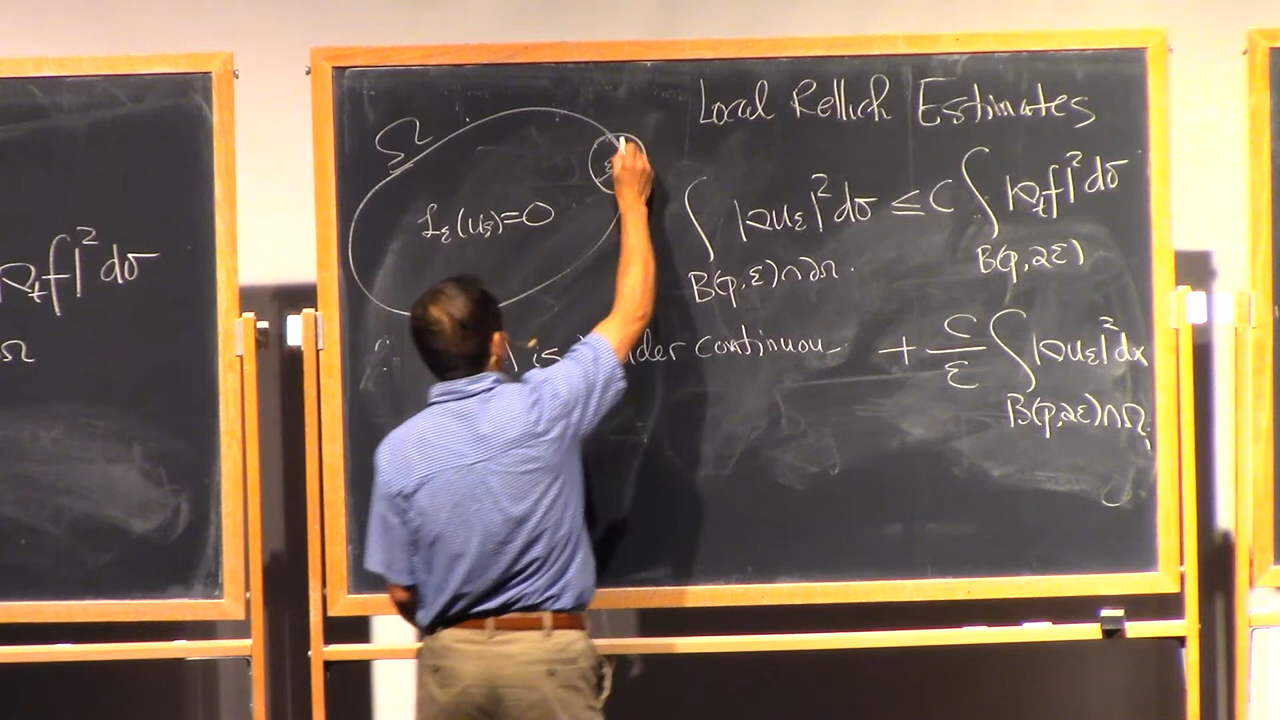 ∇_t f|² dσ
Ω
Ω
ε
𝓛_ε(u_ε)=0
Local Rellich Estimates
∫ |∇u_ε|² dσ ≤ C ∫ |∇_t f|² dσ
B(p,ε)∩∂Ω. B(p,2ε)
is continuou + C/ε ∫ |∇u_ε|² dx
B(p,2ε)∩Ω